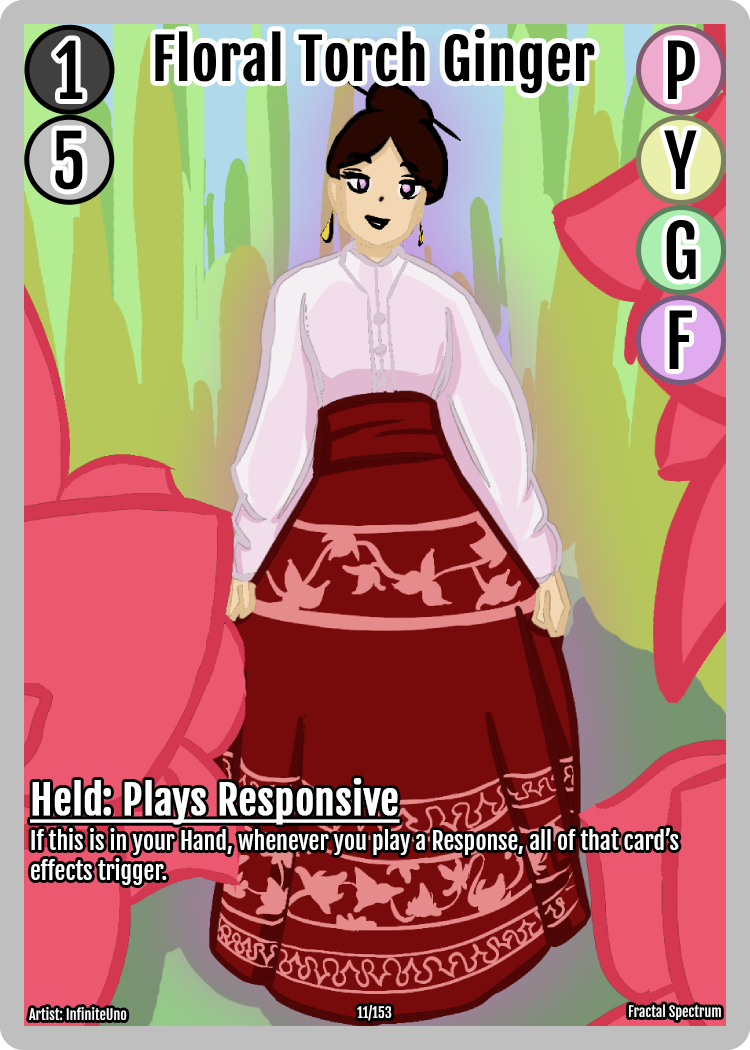 1
Floral Torch Ginger
P
5
Y
G
F
Held: Plays Responsive
If this is in your Hand, whenever you play a Response, all of that card's
effects trigger.
Artist: InfiniteUno
11/153
Fractal Spectrum